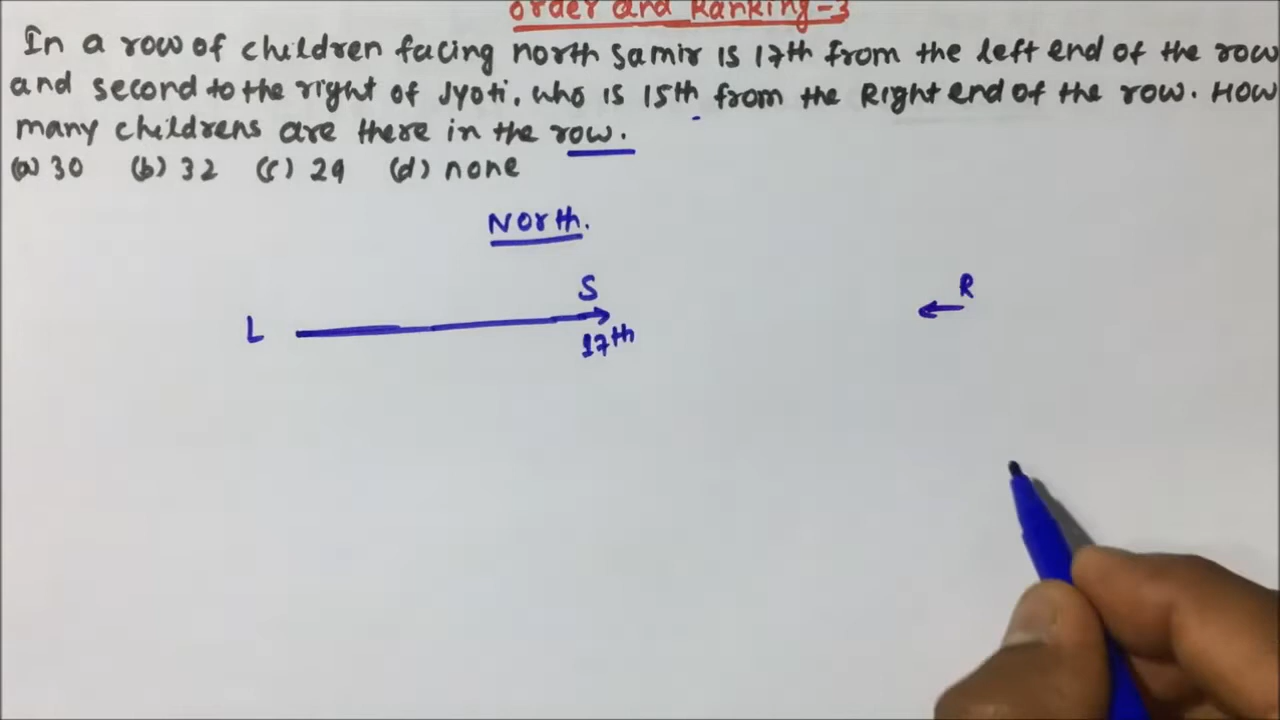 Order and Ranking-3
In a row of children facing north Samir is 17th from the left end of the row
and second to the right of Jyoti, who is 15th from the Right end of the row. How
many childrens are there in the row.
(a) 30 (b) 32 (c) 29 (d) none
North.
S
R
L
17th